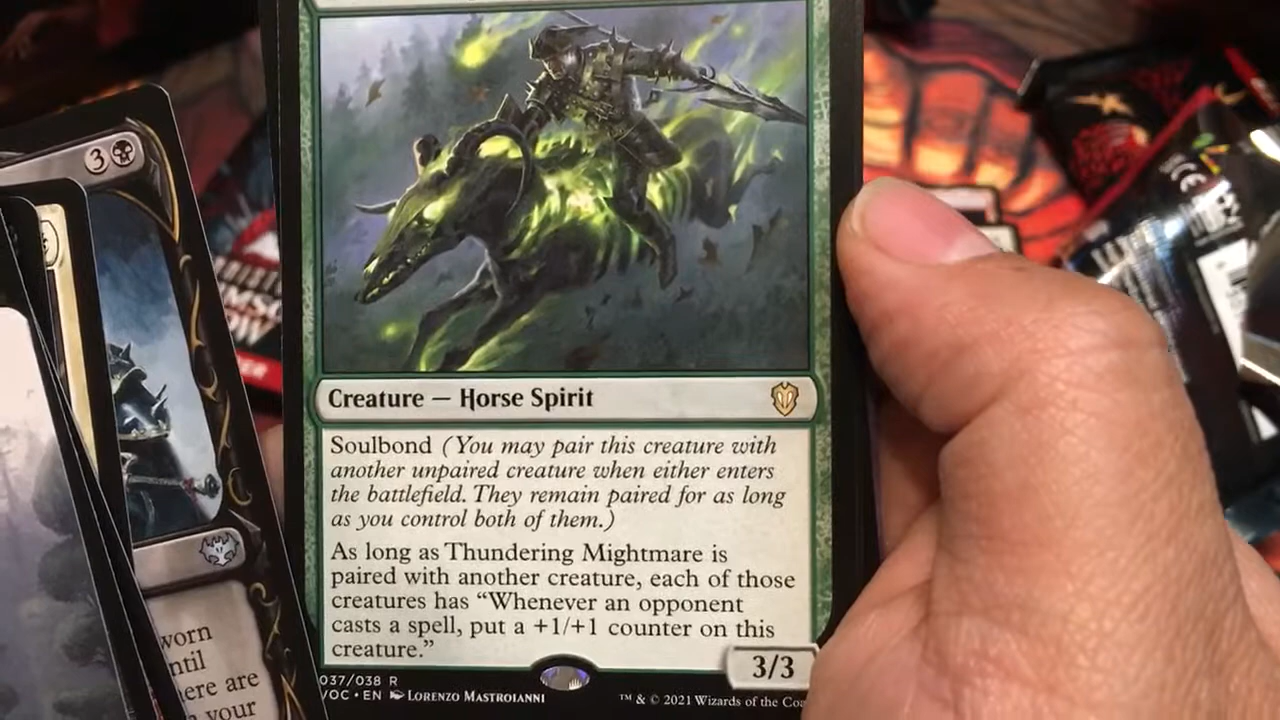 3
Creature — Horse Spirit
Soulbond (You may pair this creature with
another unpaired creature when either enters
the battlefield. They remain paired for as long
as you control both of them.)
As long as Thundering Mightmare is
paired with another creature, each of those
creatures has “Whenever an opponent
casts a spell, put a +1/+1 counter on this
creature.”
3/3
037/038 R
VOC • EN Lorenzo Mastroianni
™ & © 2021 Wizards of the Coa
worn
ntil
here are
your